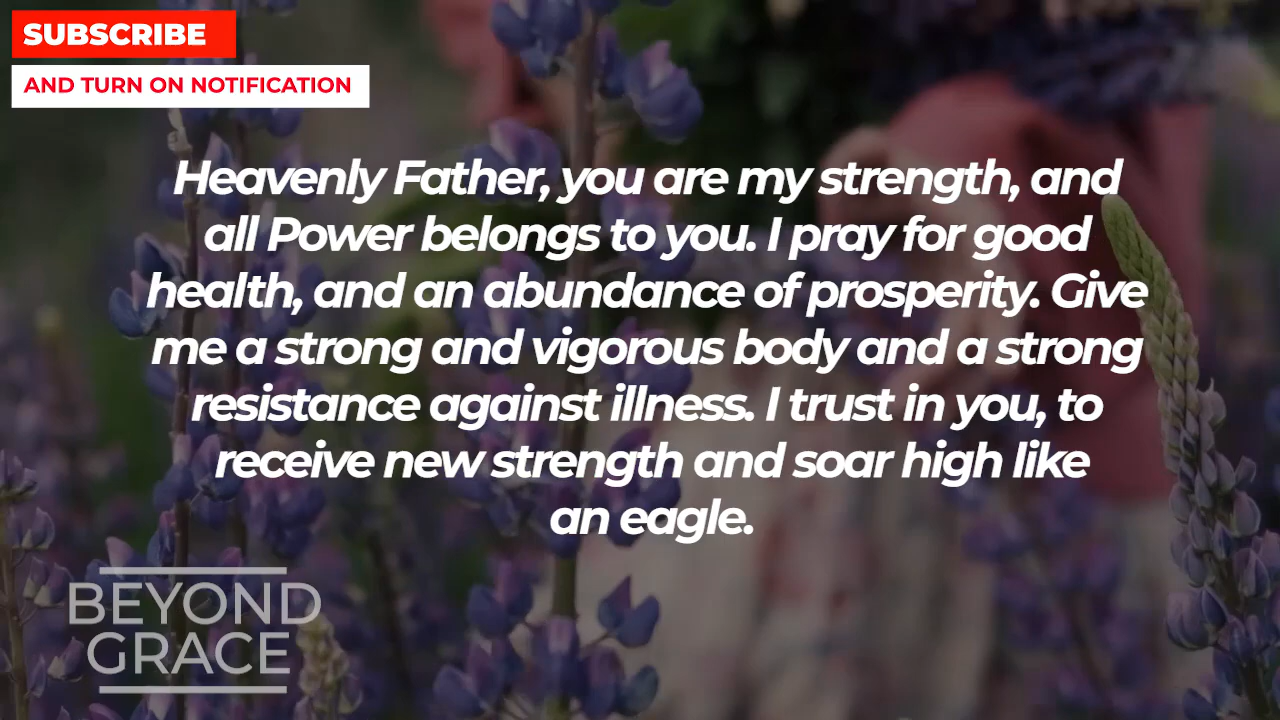 SUBSCRIBE
AND TURN ON NOTIFICATION
Heavenly Father, you are my strength, and
all Power belongs to you. I pray for good
health, and an abundance of prosperity. Give
me a strong and vigorous body and a strong
resistance against illness. I trust in you, to
receive new strength and soar high like
an eagle.
BEYOND
GRACE